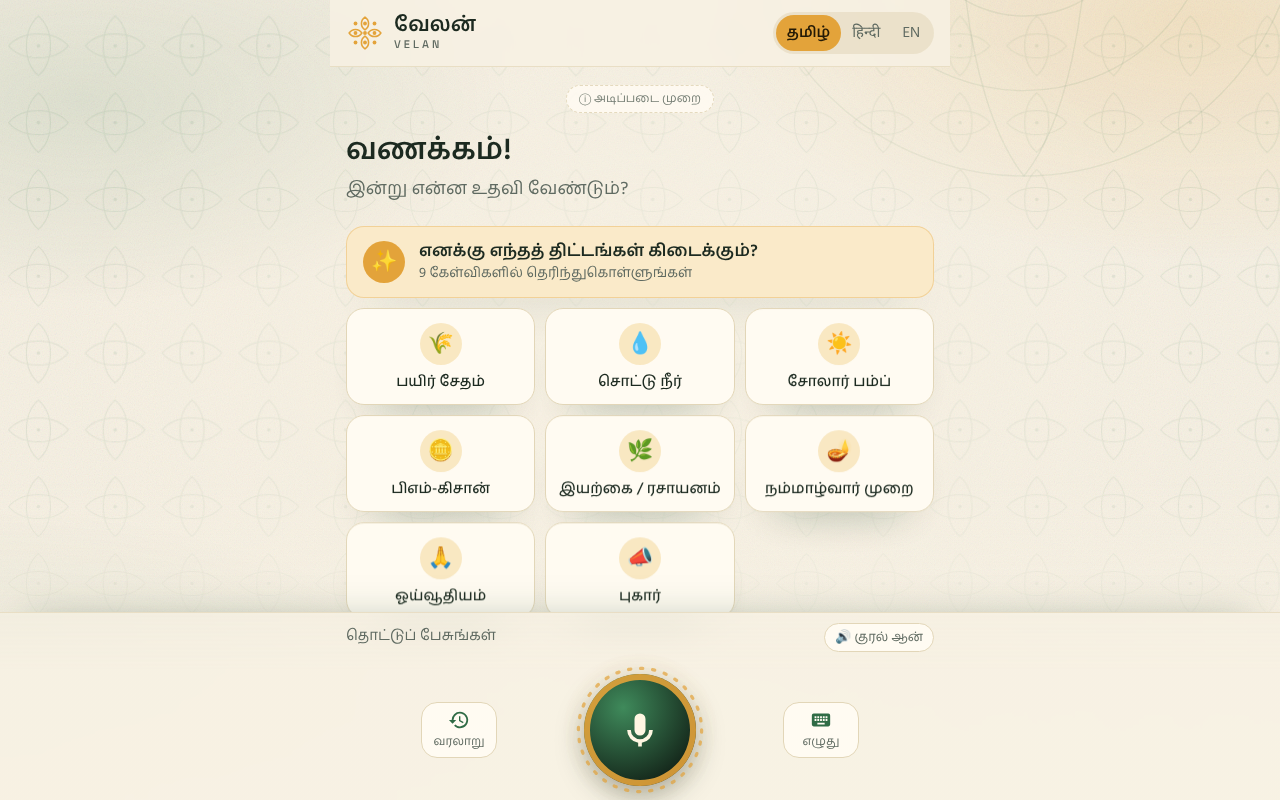 வேலன்
VELAN
தமிழ் हिन्दी EN
ⓘ அடிப்படை முறை
வணக்கம்!
இன்று என்ன உதவி வேண்டும்?
எனக்கு எந்தத் திட்டங்கள் கிடைக்கும்?
9 கேள்விகளில் தெரிந்துகொள்ளுங்கள்
பயிர் சேதம்
சொட்டு நீர்
சோலார் பம்ப்
பிஎம்-கிசான்
இயற்கை / ரசாயனம்
நம்மாழ்வார் முறை
ஓய்வூதியம்
புகார்
தொட்டுப் பேசுங்கள்
குரல் ஆன்
வரலாறு
எழுது